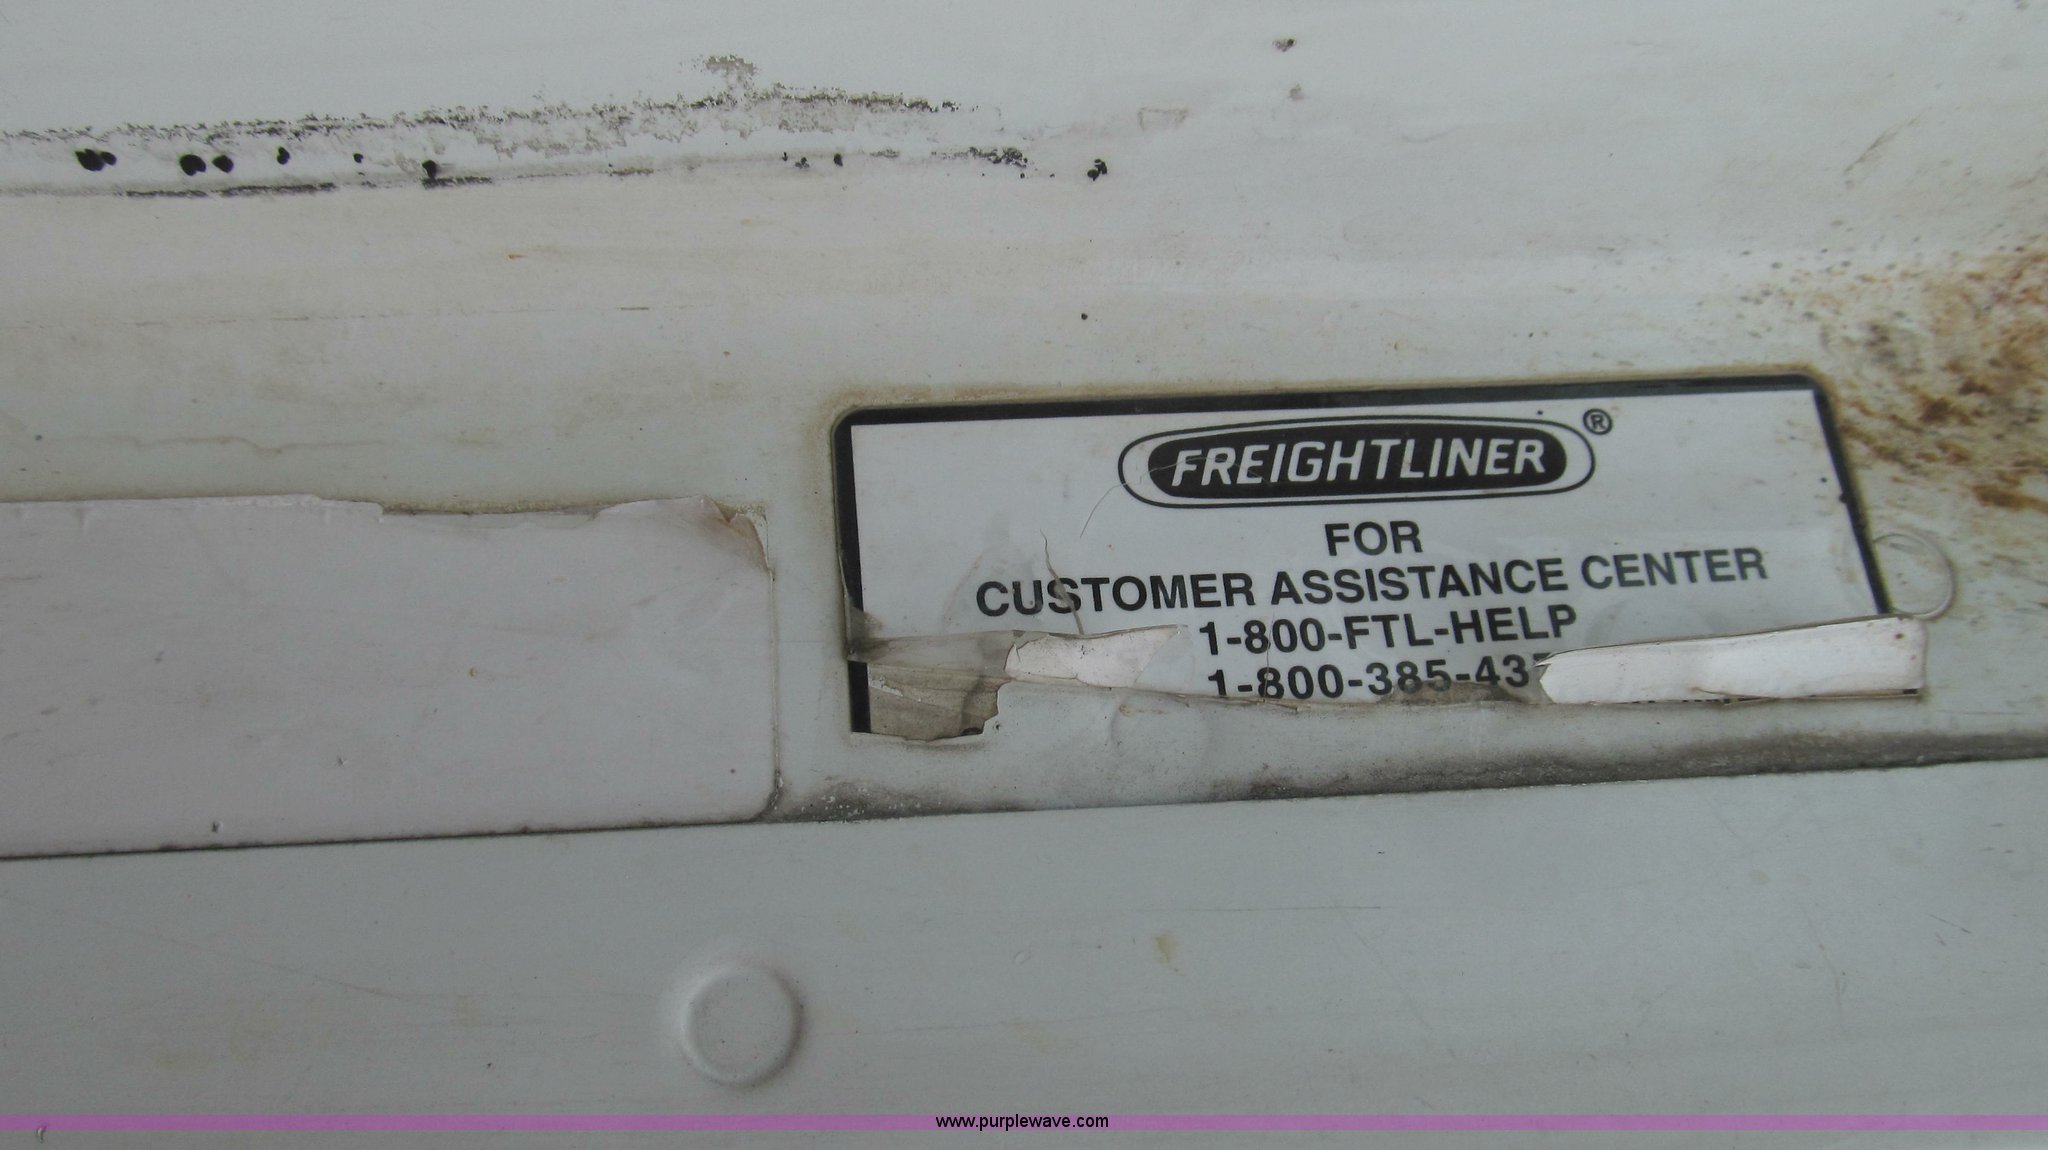 FREIGHTLINER®
FOR
CUSTOMER ASSISTANCE CENTER
1-800-FTL-HELP
1-800-385-43
www.purplewave.com